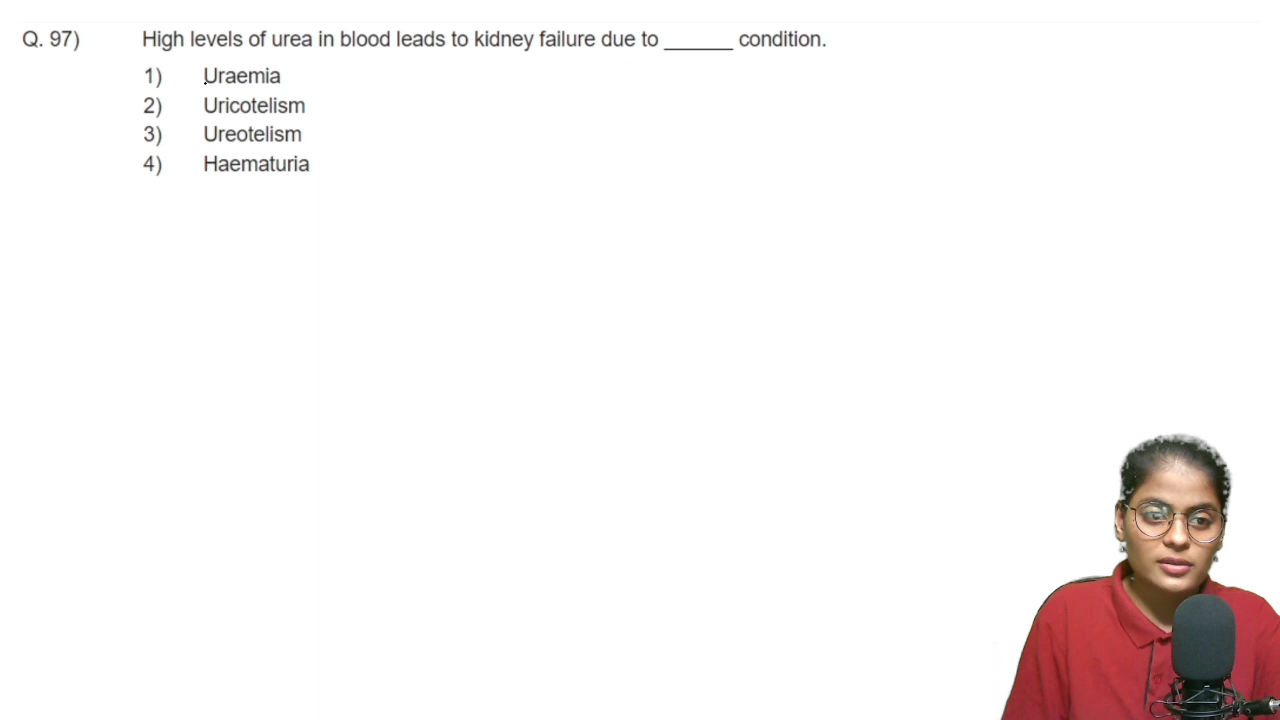 Q. 97) High levels of urea in blood leads to kidney failure due to ______ condition.
1) Uraemia
2) Uricotelism
3) Ureotelism
4) Haematuria